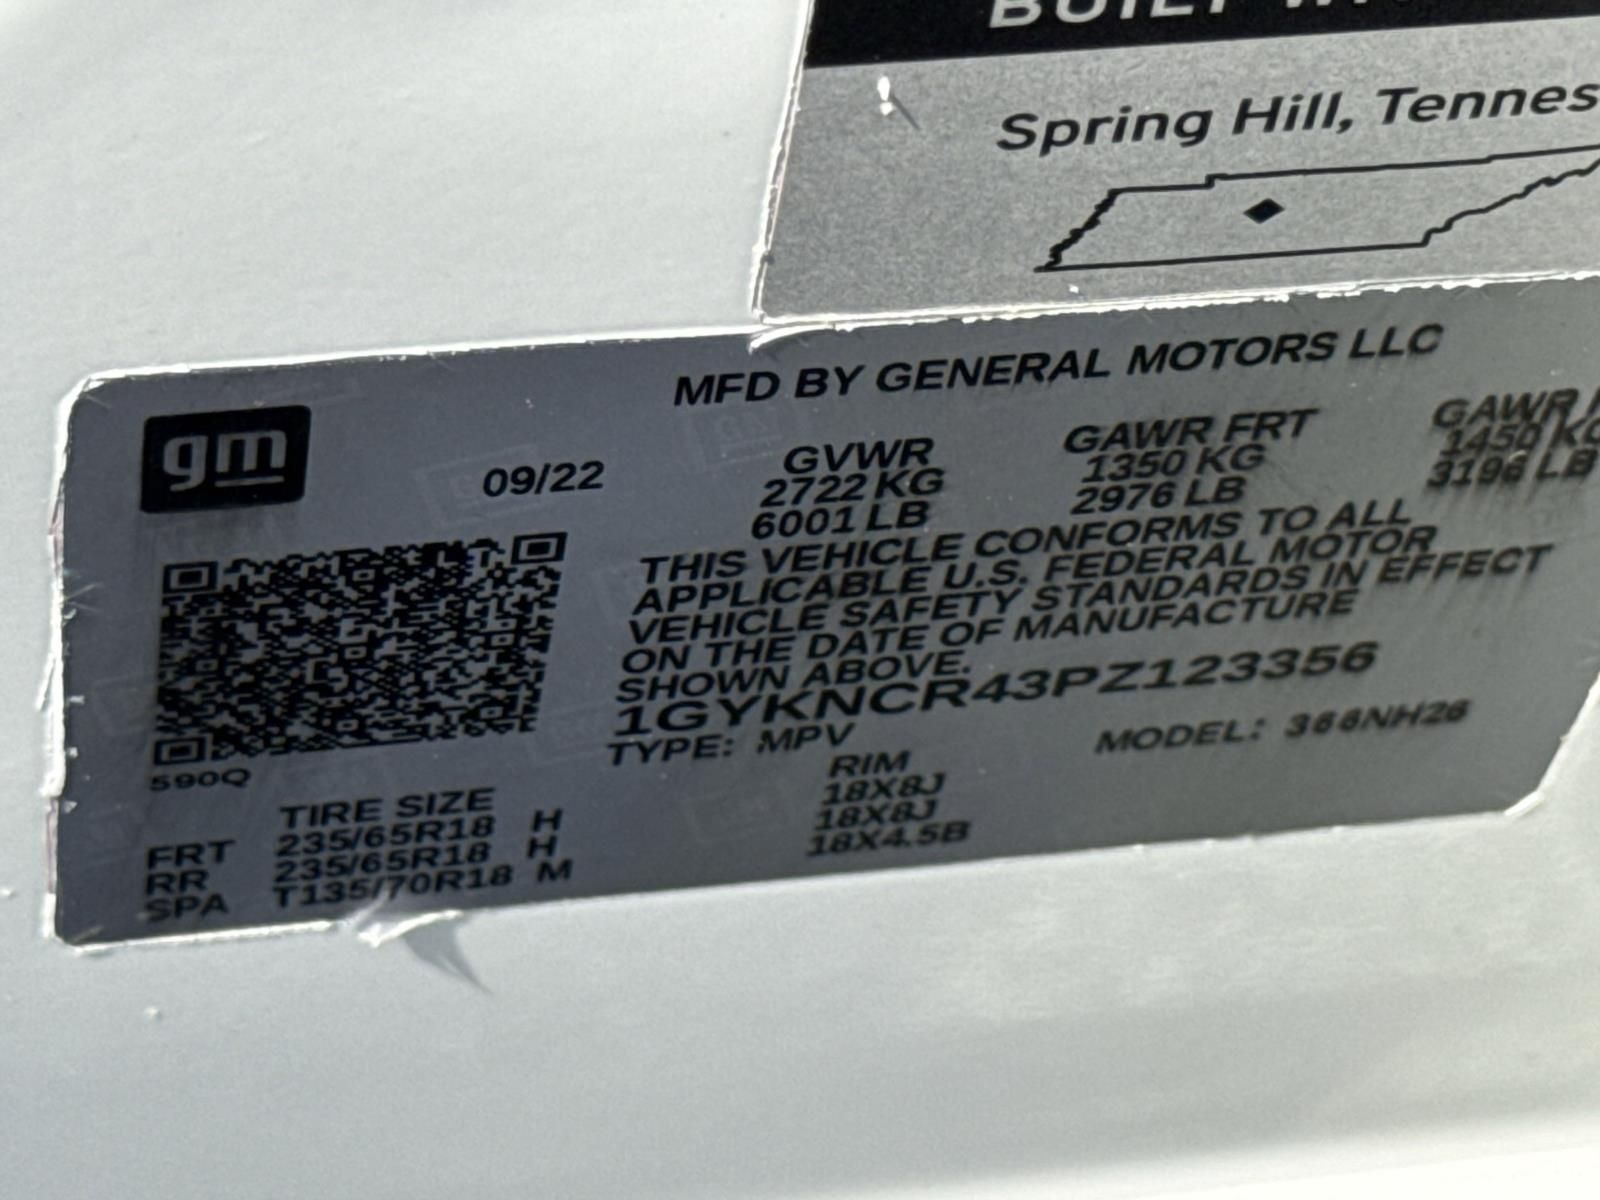 BUILT
Spring Hill, Tennes
MFD BY GENERAL MOTORS LLC
gm
09/22
GVWR
2722 KG
6001 LB
GAWR FRT
1350 KG
2976 LB
GAWR
1450 KG
3196 LB
THIS VEHICLE CONFORMS TO ALL
APPLICABLE U.S. FEDERAL MOTOR
VEHICLE SAFETY STANDARDS IN EFFECT
ON THE DATE OF MANUFACTURE
SHOWN ABOVE.
1GYKNCR43PZ123356
TYPE: MPV MODEL: 366NH26
590Q
TIRE SIZE RIM
FRT 235/65R18 H 18X8J
RR 235/65R18 H 18X8J
SPA T135/70R18 M 18X4.5B